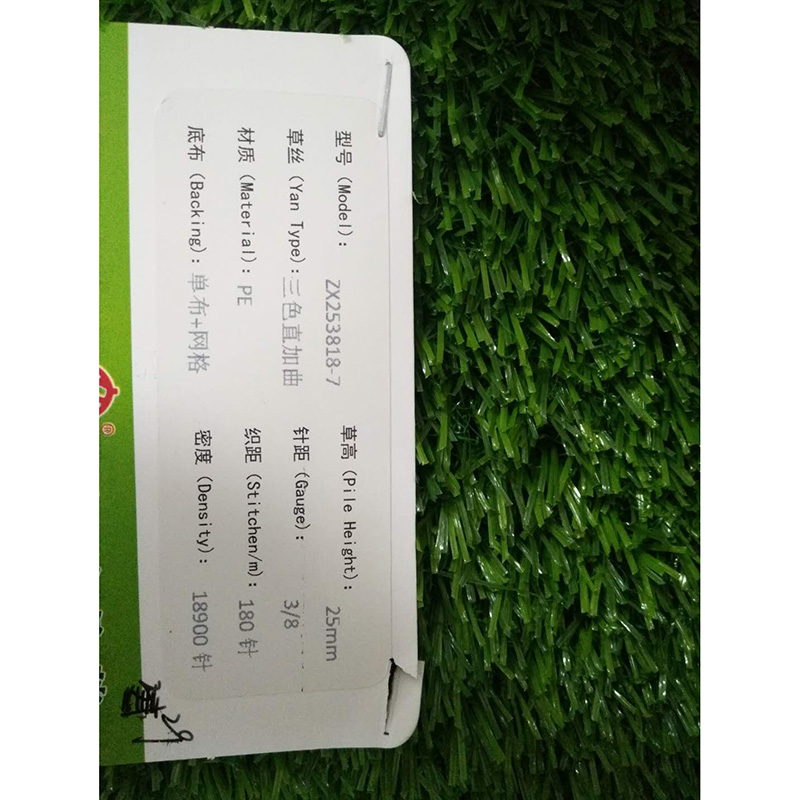 型号 (Model): ZX253818-7 草高 (Pile Height): 25mm
草丝 (Yan Type): 三色直加曲 针距 (Gauge): 3/8
材质 (Material): PE 织距 (Stitchen/m): 180 针
底布 (Backing): 单布+网格 密度 (Density): 18900 针
29